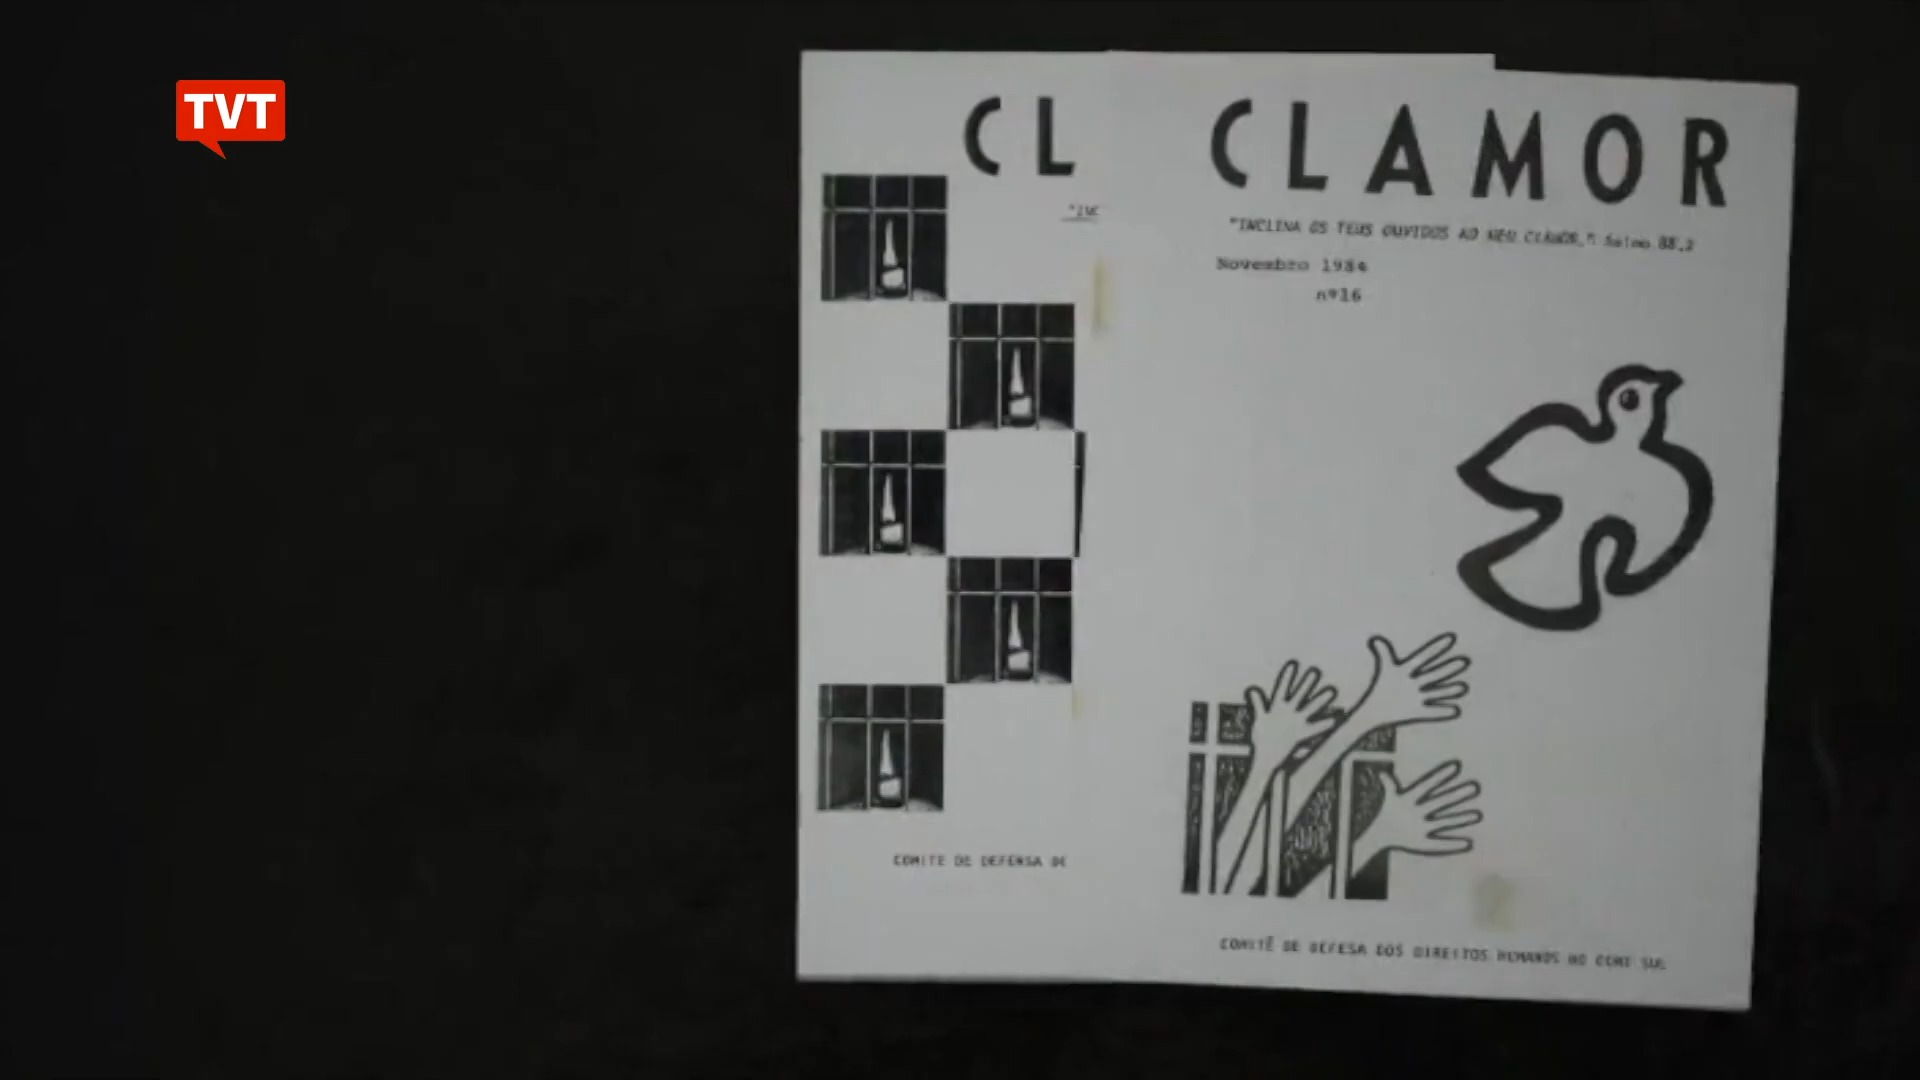 TVT
CL
COMITE DE DEFENSA DE
CLAMOR
"INCLINA OS TEUS OUVIDOS AO MEU CLAMOR." Salmo 88,2
Novembro 1984
nº16
COMITÊ DE DEFESA DOS DIREITOS HUMANOS NO CONE SUL